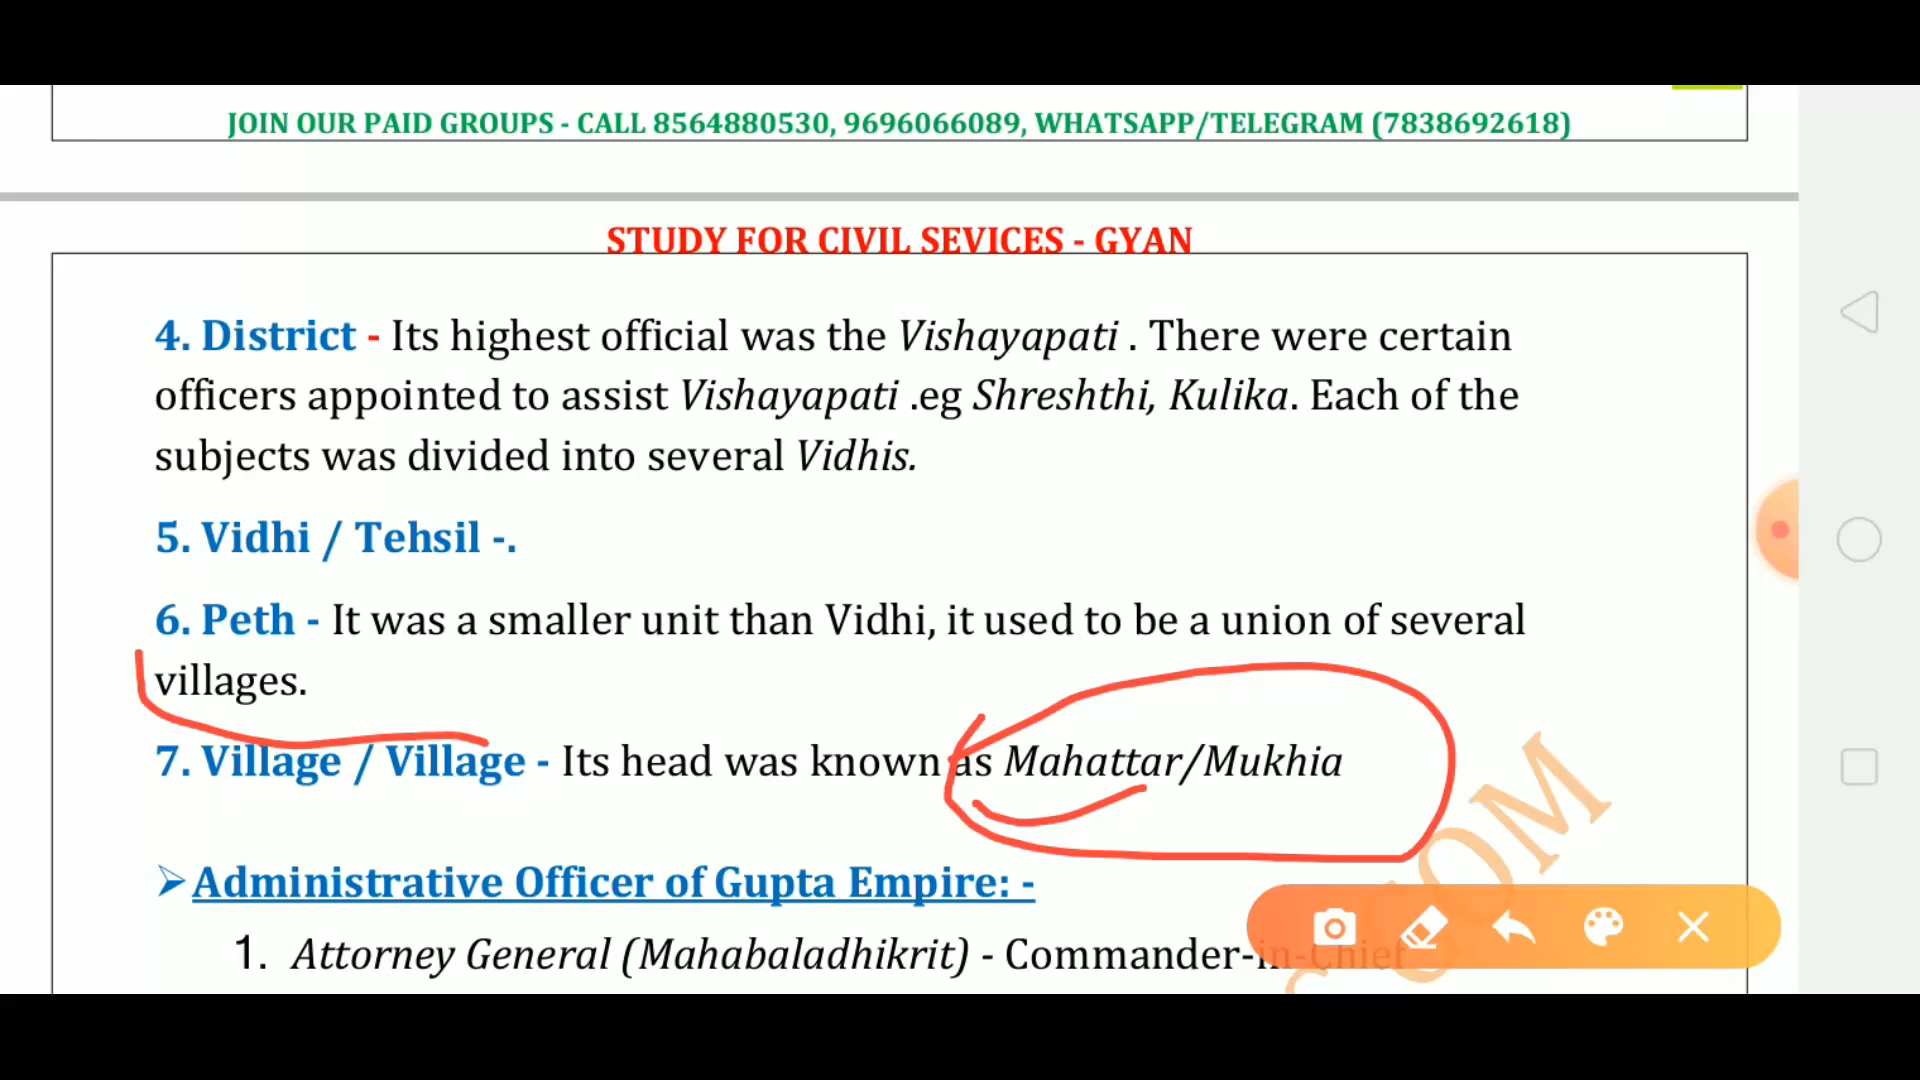 JOIN OUR PAID GROUPS - CALL 8564880530, 9696066089, WHATSAPP/TELEGRAM (7838692618)
STUDY FOR CIVIL SEVICES - GYAN
4. District - Its highest official was the Vishayapati . There were certain
officers appointed to assist Vishayapati .eg Shreshthi, Kulika. Each of the
subjects was divided into several Vidhis.
5. Vidhi / Tehsil -.
6. Peth - It was a smaller unit than Vidhi, it used to be a union of several
villages.
7. Village / Village - Its head was known as Mahattar/Mukhia
➢ Administrative Officer of Gupta Empire: -
1. Attorney General (Mahabaladhikrit) - Commander-in-Chief
COM